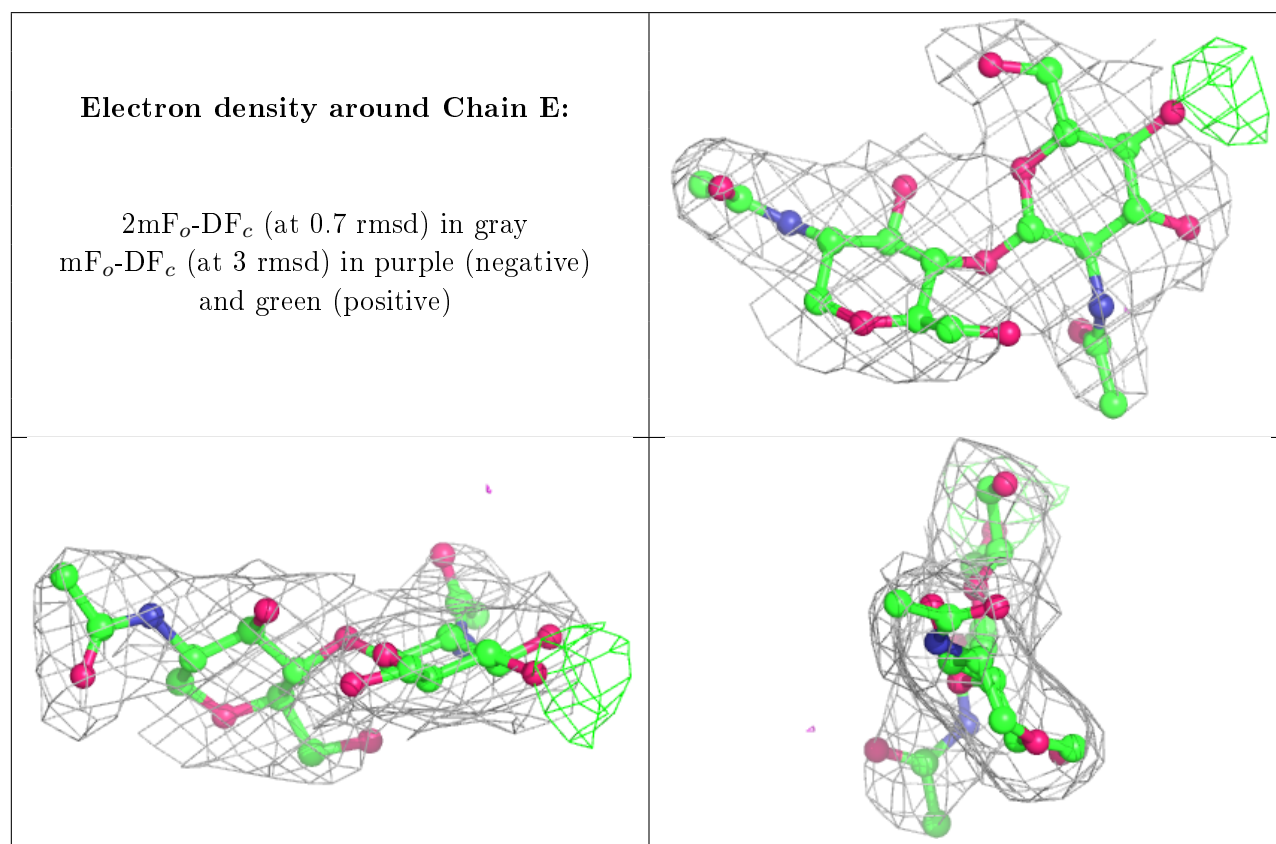 Electron density around Chain E:
2mFₒ-DF𝒸 (at 0.7 rmsd) in gray
mFₒ-DF𝒸 (at 3 rmsd) in purple (negative)
and green (positive)